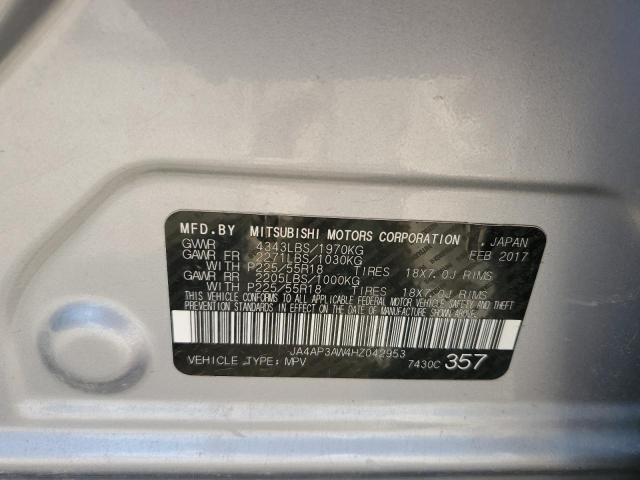 MFD.BY MITSUBISHI MOTORS CORPORATION , JAPAN
GVWR 4343LBS/1970KG FEB 2017
GAWR FR 2271LBS/1030KG
WITH P225/55R18 TIRES 18X7.0J RIMS
GAWR RR 2205LBS/1000KG
WITH P225/55R18 TIRES 18X7.0J RIMS
THIS VEHICLE CONFORMS TO ALL APPLICABLE FEDERAL MOTOR VEHICLE SAFETY AND THEFT
PREVENTION STANDARDS IN EFFECT ON THE DATE OF MANUFACTURE SHOWN ABOVE.
JA4AP3AW4HZ042953
VEHICLE TYPE: MPV 7430C 357